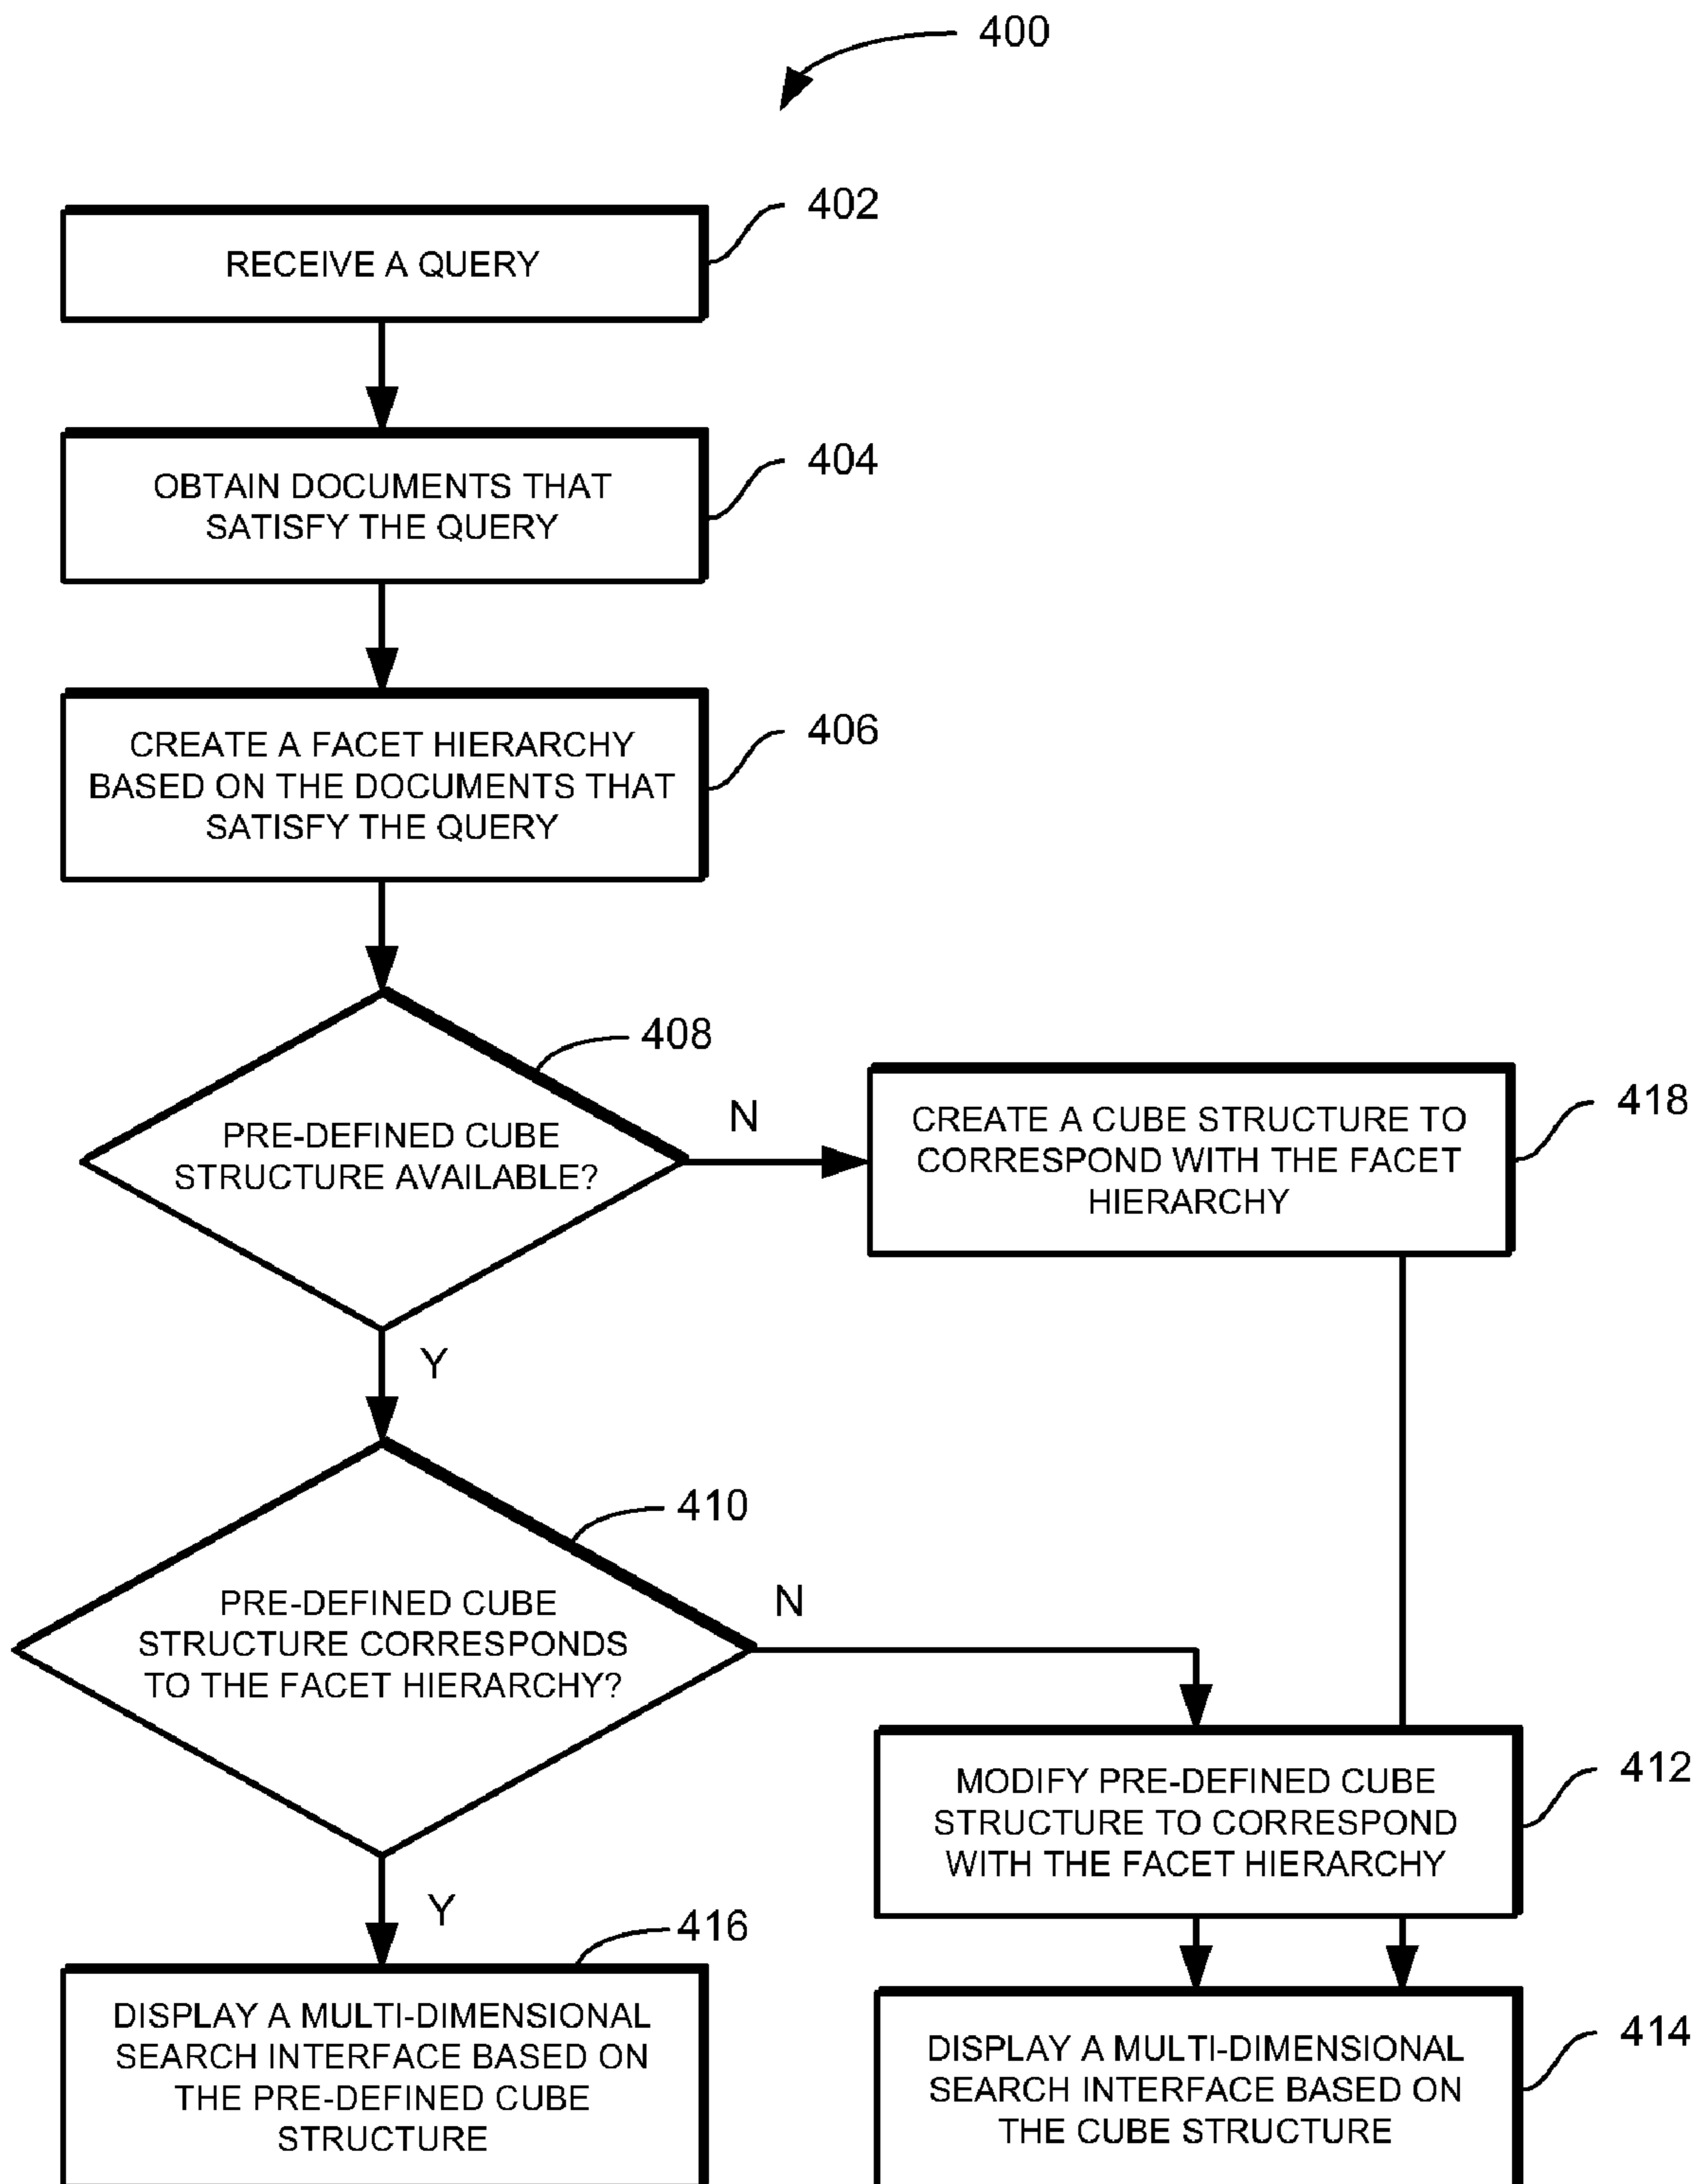 400
402
RECEIVE A QUERY
404
OBTAIN DOCUMENTS THAT
SATISFY THE QUERY
406
CREATE A FACET HIERARCHY
BASED ON THE DOCUMENTS THAT
SATISFY THE QUERY
408
PRE-DEFINED CUBE
STRUCTURE AVAILABLE?
N
Y
418
CREATE A CUBE STRUCTURE TO
CORRESPOND WITH THE FACET
HIERARCHY
410
PRE-DEFINED CUBE
STRUCTURE CORRESPONDS
TO THE FACET HIERARCHY?
N
Y
412
MODIFY PRE-DEFINED CUBE
STRUCTURE TO CORRESPOND
WITH THE FACET HIERARCHY
416
DISPLAY A MULTI-DIMENSIONAL
SEARCH INTERFACE BASED ON
THE PRE-DEFINED CUBE
STRUCTURE
414
DISPLAY A MULTI-DIMENSIONAL
SEARCH INTERFACE BASED ON
THE CUBE STRUCTURE